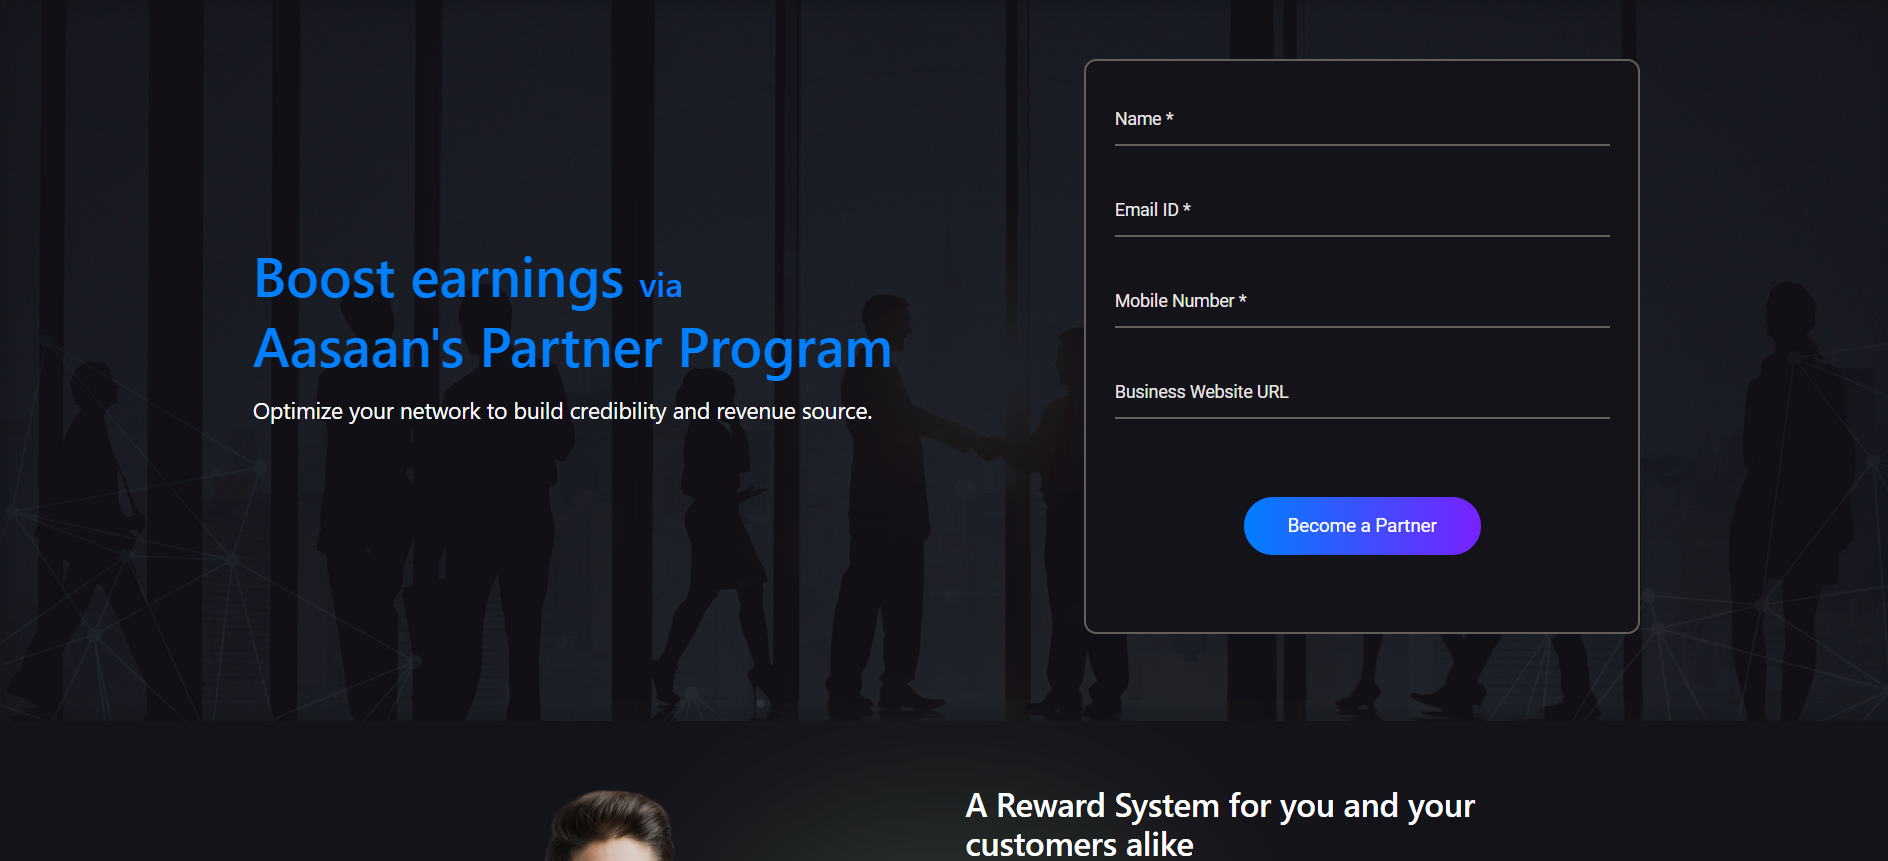 Boost earnings via
Aasaan's Partner Program
Optimize your network to build credibility and revenue source.
Name *
Email ID *
Mobile Number *
Business Website URL
Become a Partner
A Reward System for you and your
customers alike